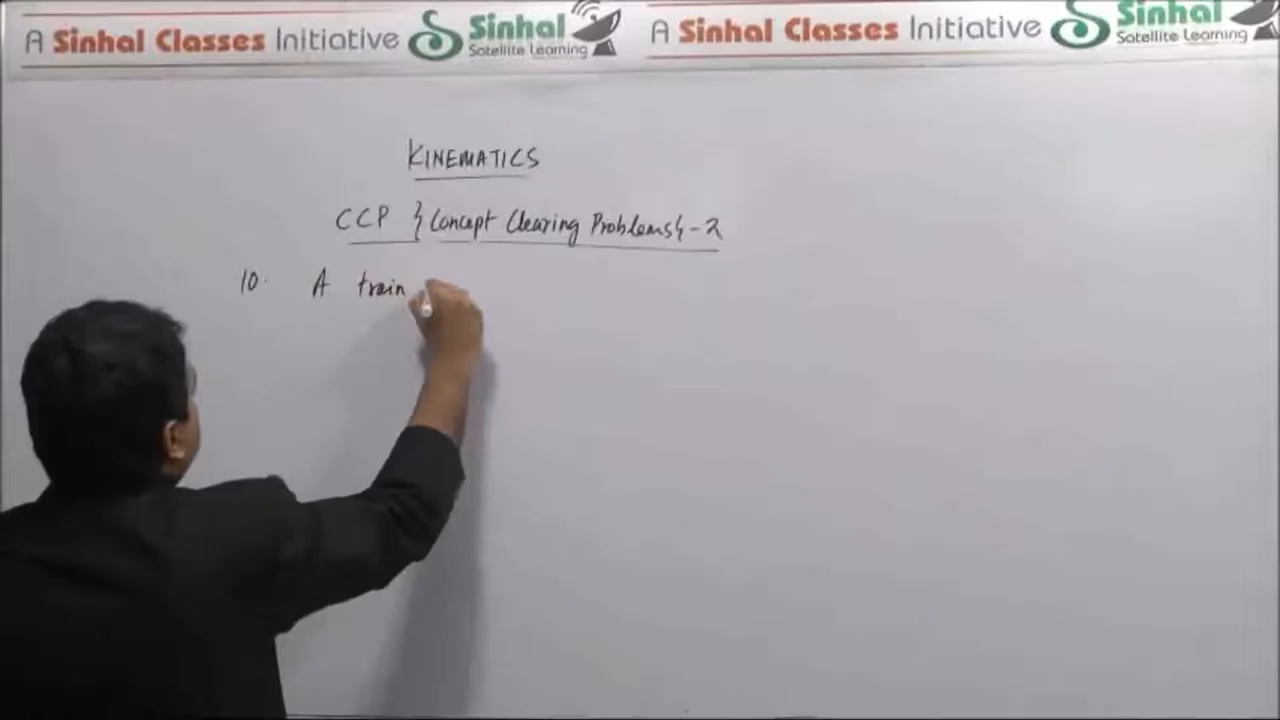 A Sinhal Classes Initiative Sinhal Satellite Learning A Sinhal Classes Initiative Sinhal Satellite Learning
KINEMATICS
CCP {Concept Clearing Problems} - 2
10. A train